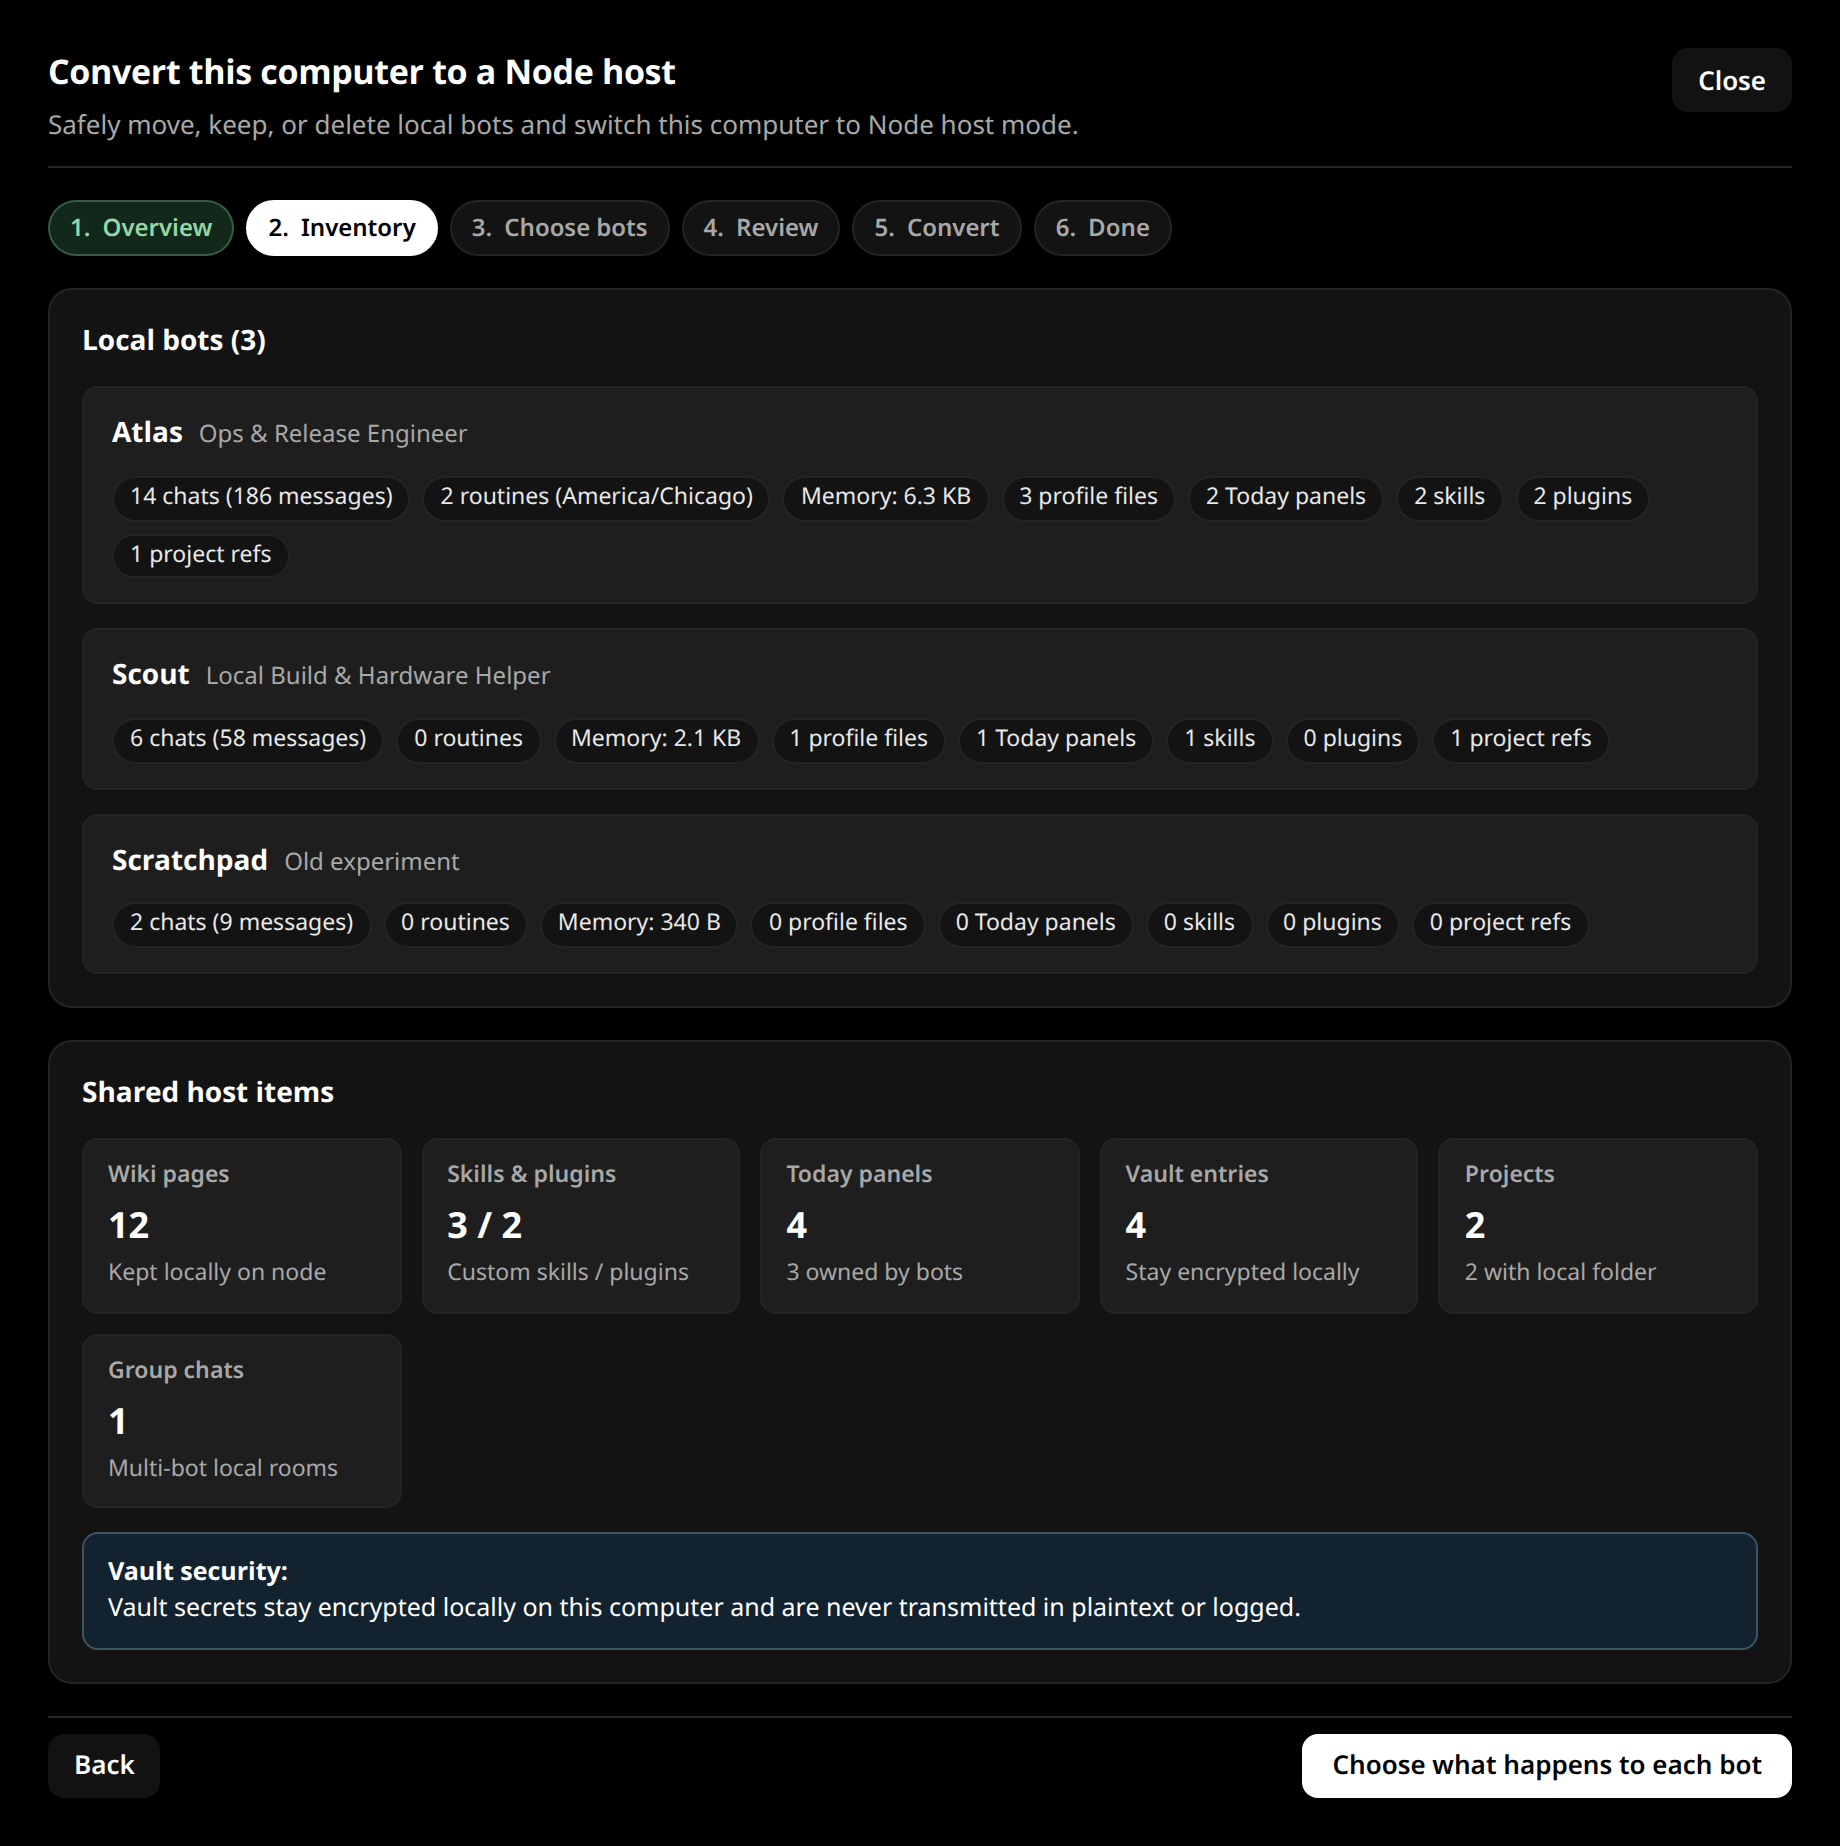 Convert this computer to a Node host
Close
Safely move, keep, or delete local bots and switch this computer to Node host mode.
1. Overview
2. Inventory
3. Choose bots
4. Review
5. Convert
6. Done
Local bots (3)
Atlas Ops & Release Engineer
14 chats (186 messages)
2 routines (America/Chicago)
Memory: 6.3 KB
3 profile files
2 Today panels
2 skills
2 plugins
1 project refs
Scout Local Build & Hardware Helper
6 chats (58 messages)
0 routines
Memory: 2.1 KB
1 profile files
1 Today panels
1 skills
0 plugins
1 project refs
Scratchpad Old experiment
2 chats (9 messages)
0 routines
Memory: 340 B
0 profile files
0 Today panels
0 skills
0 plugins
0 project refs
Shared host items
Wiki pages
12
Kept locally on node
Skills & plugins
3 / 2
Custom skills / plugins
Today panels
4
3 owned by bots
Vault entries
4
Stay encrypted locally
Projects
2
2 with local folder
Group chats
1
Multi-bot local rooms
Vault security:
Vault secrets stay encrypted locally on this computer and are never transmitted in plaintext or logged.
Back
Choose what happens to each bot